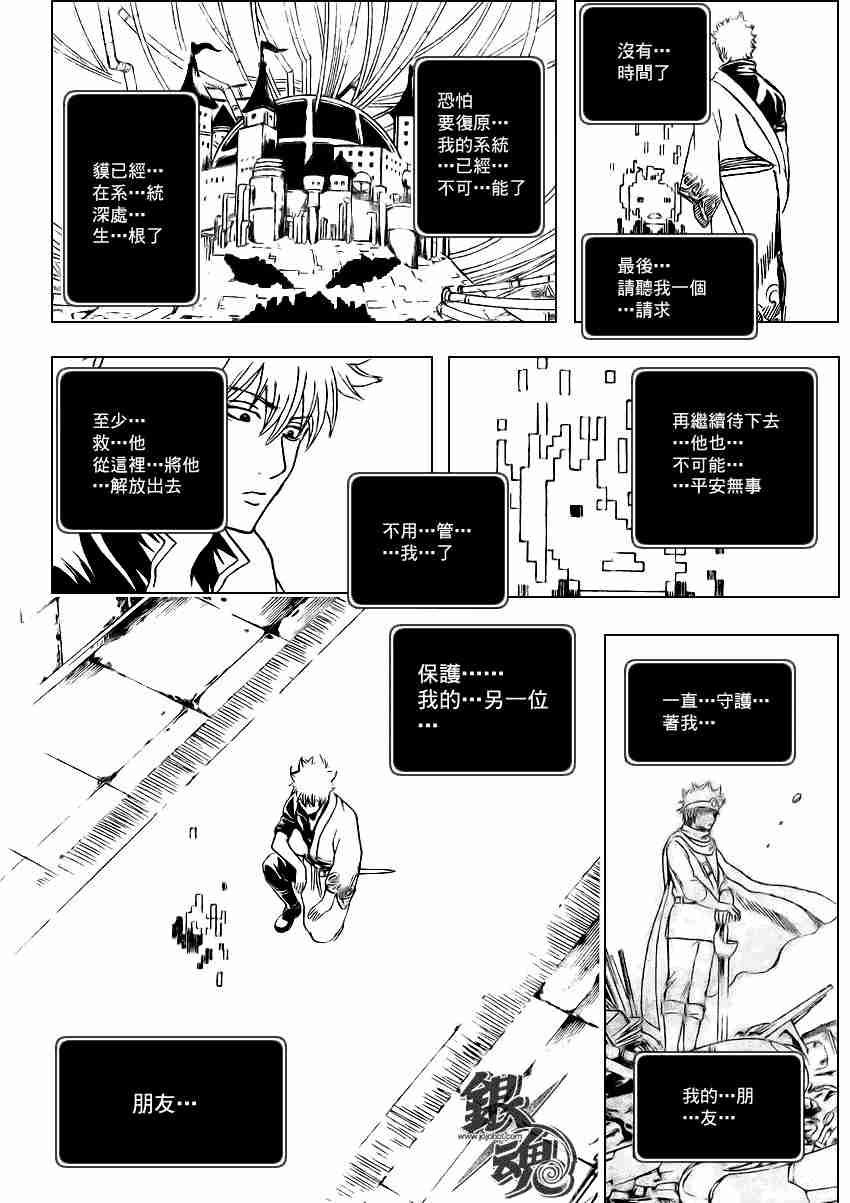 沒有⋯
時間了
最後⋯
請聽我一個
⋯請求
恐怕
要復原⋯
我的系統
⋯已經⋯
不可⋯能了
貘已經⋯
在系⋯統
深處⋯
生⋯根了
再繼續待下去
⋯他也⋯
不可能⋯
⋯平安無事
不用⋯管⋯
⋯我⋯了
至少⋯
救⋯他
從這裡⋯將他
⋯解放出去
一直⋯守護⋯
著我⋯
我的⋯朋
⋯友⋯
保護⋯⋯
我的⋯另一位
⋯
朋友⋯
銀魂
www.jojohot.com